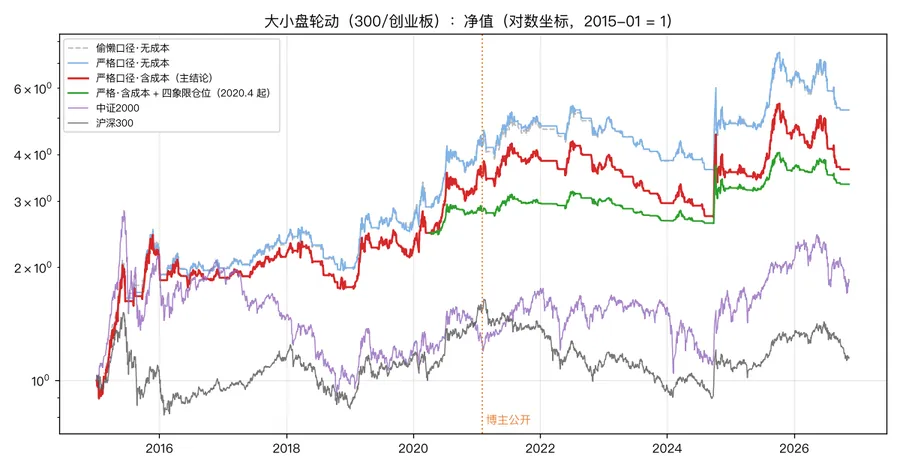 大小盘轮动（300/创业板）：净值（对数坐标，2015-01 = 1）
偷懒口径·无成本
严格口径·无成本
严格口径·含成本（主结论）
严格·含成本 + 四象限仓位（2020.4 起）
中证2000
沪深300
6 × 10⁰
4 × 10⁰
3 × 10⁰
2 × 10⁰
10⁰
博主公开
2016
2018
2020
2022
2024
2026